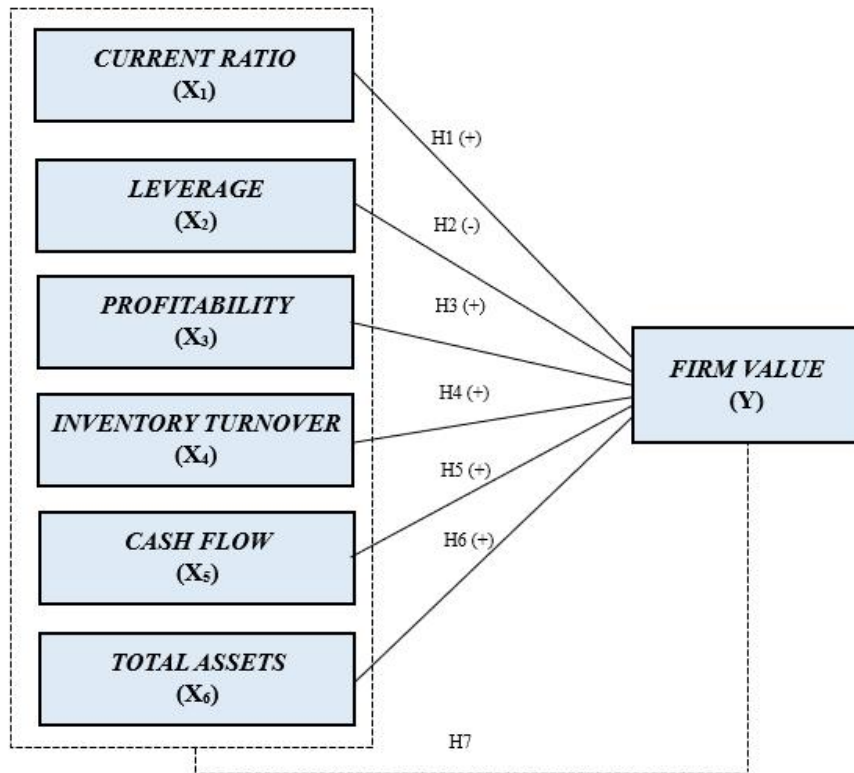 CURRENT RATIO
(X₁)
H1 (+)
LEVERAGE
(X₂)
H2 (-)
PROFITABILITY
(X₃)
H3 (+)
FIRM VALUE
(Y)
INVENTORY TURNOVER
(X₄)
H4 (+)
CASH FLOW
(X₅)
H5 (+)
H6 (+)
TOTAL ASSETS
(X₆)
H7